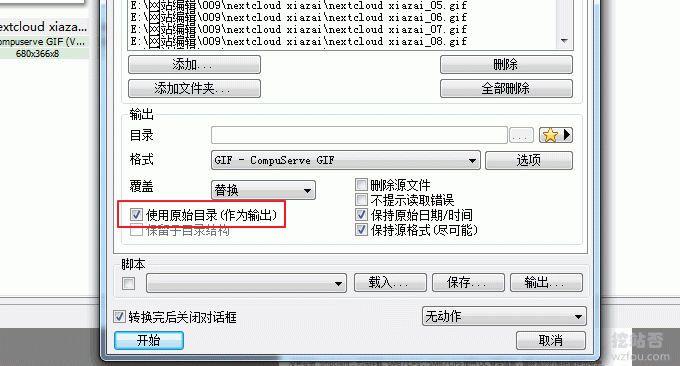 E:\网站编辑\009\nextcloud xiazai\nextcloud xiazai_05.gif
E:\网站编辑\009\nextcloud xiazai\nextcloud xiazai_06.gif
E:\网站编辑\009\nextcloud xiazai\nextcloud xiazai_07.gif
E:\网站编辑\009\nextcloud xiazai\nextcloud xiazai_08.gif
extcloud xiazai...
ompuserve GIF (V...
680x366x8
添加...
删除
添加文件夹...
全部删除
输出
目录
...
格式
GIF - CompuServe GIF
选项
覆盖
替换
删除源文件
不提示读取错误
使用原始目录(作为输出)
保持原始日期/时间
保留子目录结构
保持源格式(尽可能)
脚本
载入...
保存...
输出...
转换完后关闭对话框
无动作
开始
取消
挖站否
wzfou.com